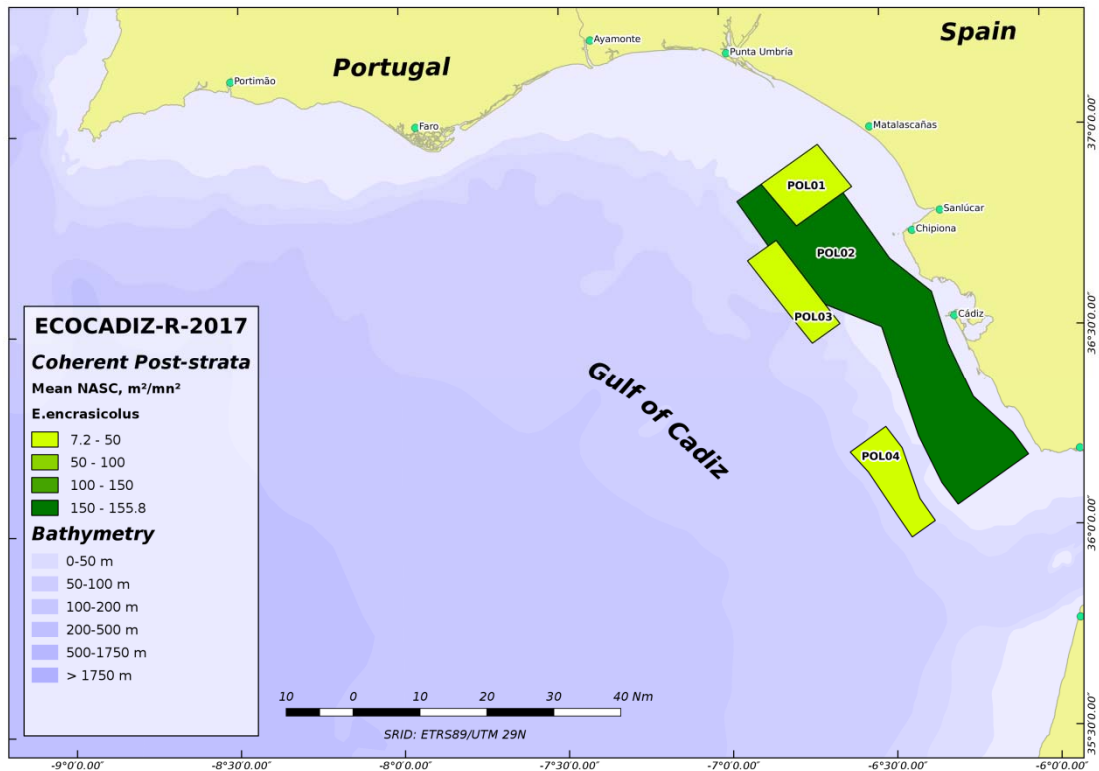 Spain
Ayamonte
Punta Umbría
Portugal
Portimão
Faro
Matalascañas
37°0'0.00"
POL01
Sanlúcar
Chipiona
POL02
Cádiz
POL03
36°30'0.00"
Gulf of Cadiz
POL04
36°0'0.00"
35°30'0.00"
ECOCADIZ-R-2017
Coherent Post-strata
Mean NASC, m²/mn²
E.encrasicolus
7.2 - 50
50 - 100
100 - 150
150 - 155.8
Bathymetry
0-50 m
50-100 m
100-200 m
200-500 m
500-1750 m
> 1750 m
10 0 10 20 30 40 Nm
SRID: ETRS89/UTM 29N
-9°0'0.00" -8°30'0.00" -8°0'0.00" -7°30'0.00" -7°0'0.00" -6°30'0.00" -6°0'0.00"